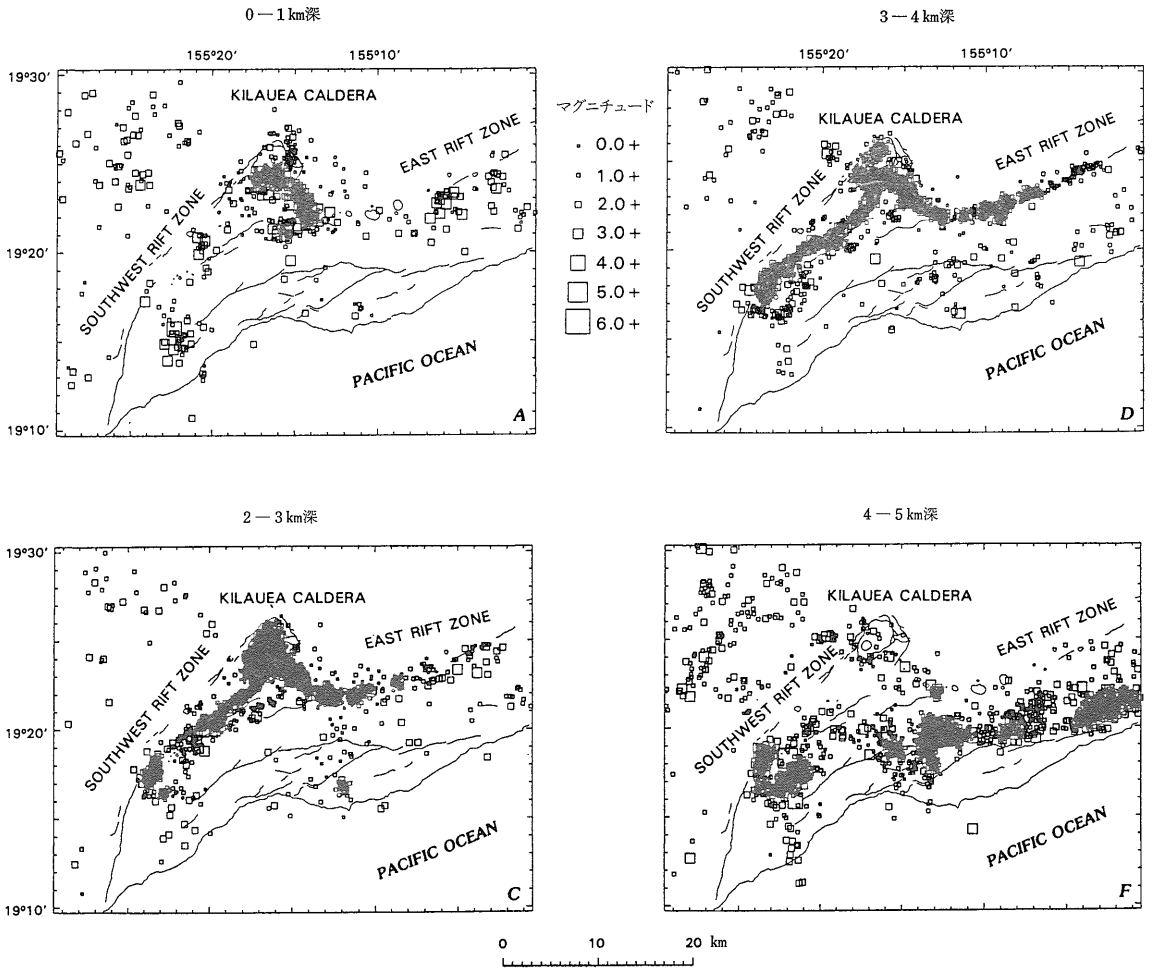 0－1km深
3－4km深
155°20′ 155°10′
155°20′ 155°10′
19°30′
KILAUEA CALDERA
EAST RIFT ZONE
SOUTHWEST RIFT ZONE
19°20′
PACIFIC OCEAN
A
19°10′
マグニチュード
0.0+
1.0+
2.0+
3.0+
4.0+
5.0+
6.0+
KILAUEA CALDERA
EAST RIFT ZONE
SOUTHWEST RIFT ZONE
PACIFIC OCEAN
D
2－3km深
4－5km深
19°30′
KILAUEA CALDERA
EAST RIFT ZONE
SOUTHWEST RIFT ZONE
19°20′
PACIFIC OCEAN
C
19°10′
KILAUEA CALDERA
EAST RIFT ZONE
SOUTHWEST RIFT ZONE
PACIFIC OCEAN
F
0 10 20 km